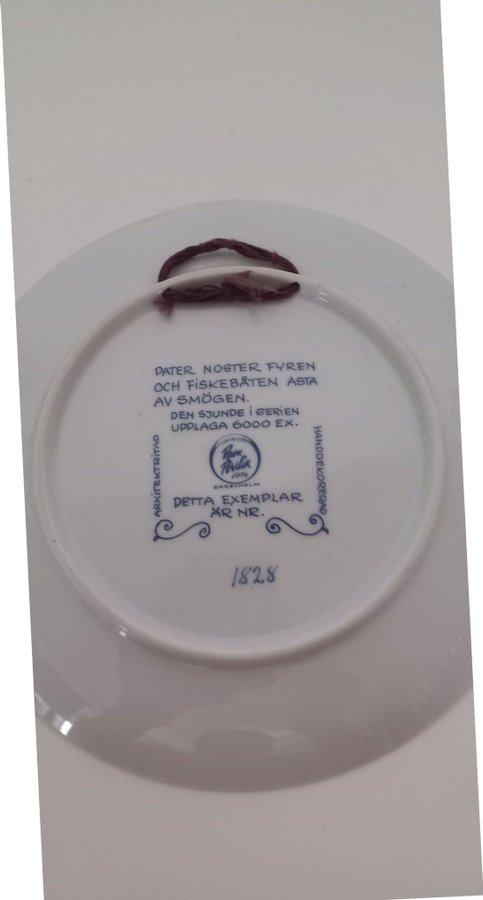 PATER NOSTER FYREN
OCH FISKEBÅTEN ASTA
AV SMÖGEN.
DEN SJUNDE I SERIEN
UPPLAGA 6000 EX.
ARKITEKTRITAD
HANDDEKORERAD
ENGELHOLM
DETTA EXEMPLAR
ÄR NR.
1828